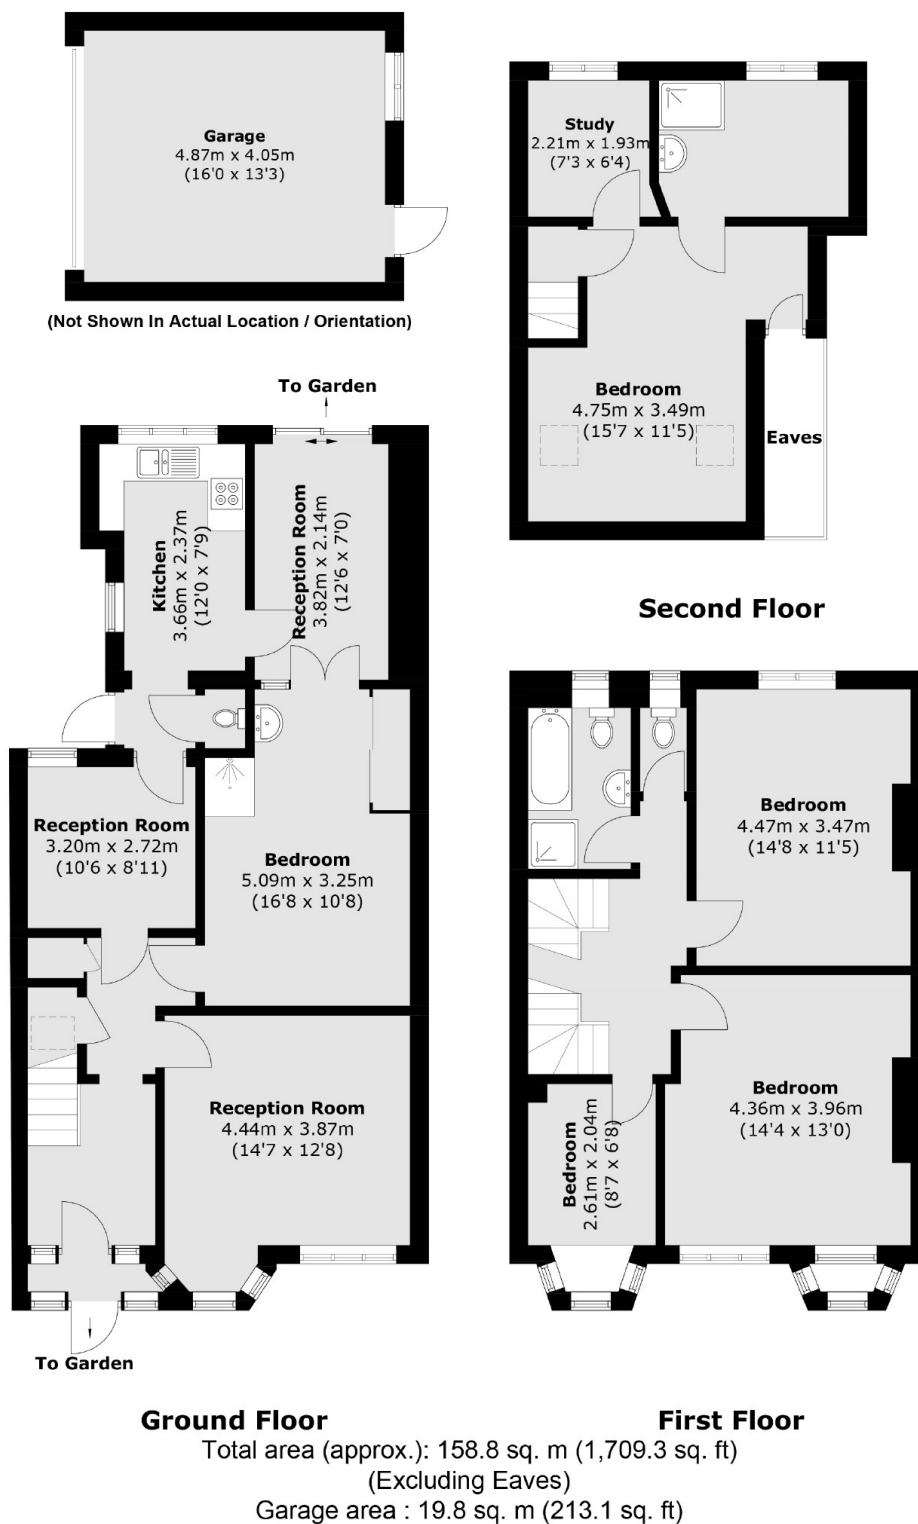 Garage
4.87m x 4.05m
(16'0 x 13'3)
(Not Shown In Actual Location / Orientation)
Study
2.21m x 1.93m
(7'3 x 6'4)
Bedroom
4.75m x 3.49m
(15'7 x 11'5)
Eaves
Second Floor
To Garden
Kitchen
3.66m x 2.37m
(12'0 x 7'9)
Reception Room
3.82m x 2.14m
(12'6 x 7'0)
Reception Room
3.20m x 2.72m
(10'6 x 8'11)
Bedroom
5.09m x 3.25m
(16'8 x 10'8)
Reception Room
4.44m x 3.87m
(14'7 x 12'8)
To Garden
Ground Floor
Bedroom
4.47m x 3.47m
(14'8 x 11'5)
Bedroom
4.36m x 3.96m
(14'4 x 13'0)
Bedroom
2.61m x 2.04m
(8'7 x 6'8)
First Floor
Total area (approx.): 158.8 sq. m (1,709.3 sq. ft)
(Excluding Eaves)
Garage area : 19.8 sq. m (213.1 sq. ft)